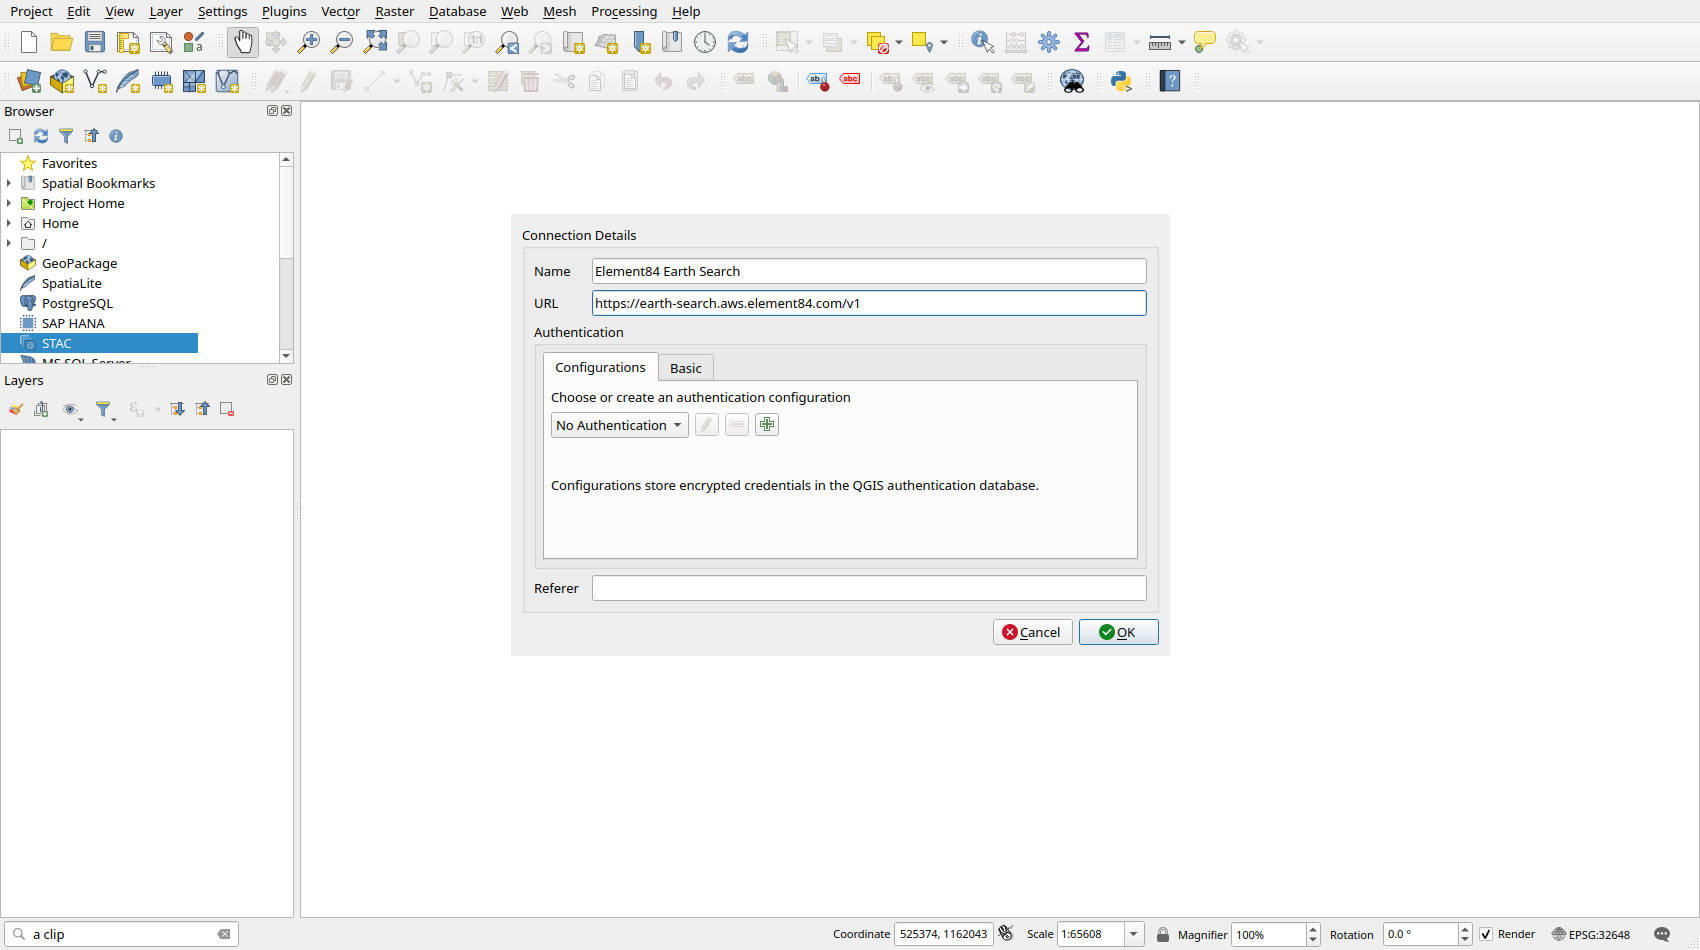 Project Edit View Layer Settings Plugins Vector Raster Database Web Mesh Processing Help
Browser
Favorites
Spatial Bookmarks
Project Home
Home
/
GeoPackage
SpatiaLite
PostgreSQL
SAP HANA
STAC
MS SQL Server
Layers
Connection Details
Name Element84 Earth Search
URL https://earth-search.aws.element84.com/v1
Authentication
Configurations Basic
Choose or create an authentication configuration
No Authentication
Configurations store encrypted credentials in the QGIS authentication database.
Referer
Cancel OK
a clip Coordinate 525374, 1162043 Scale 1:65608 Magnifier 100% Rotation 0.0 ° Render EPSG:32648